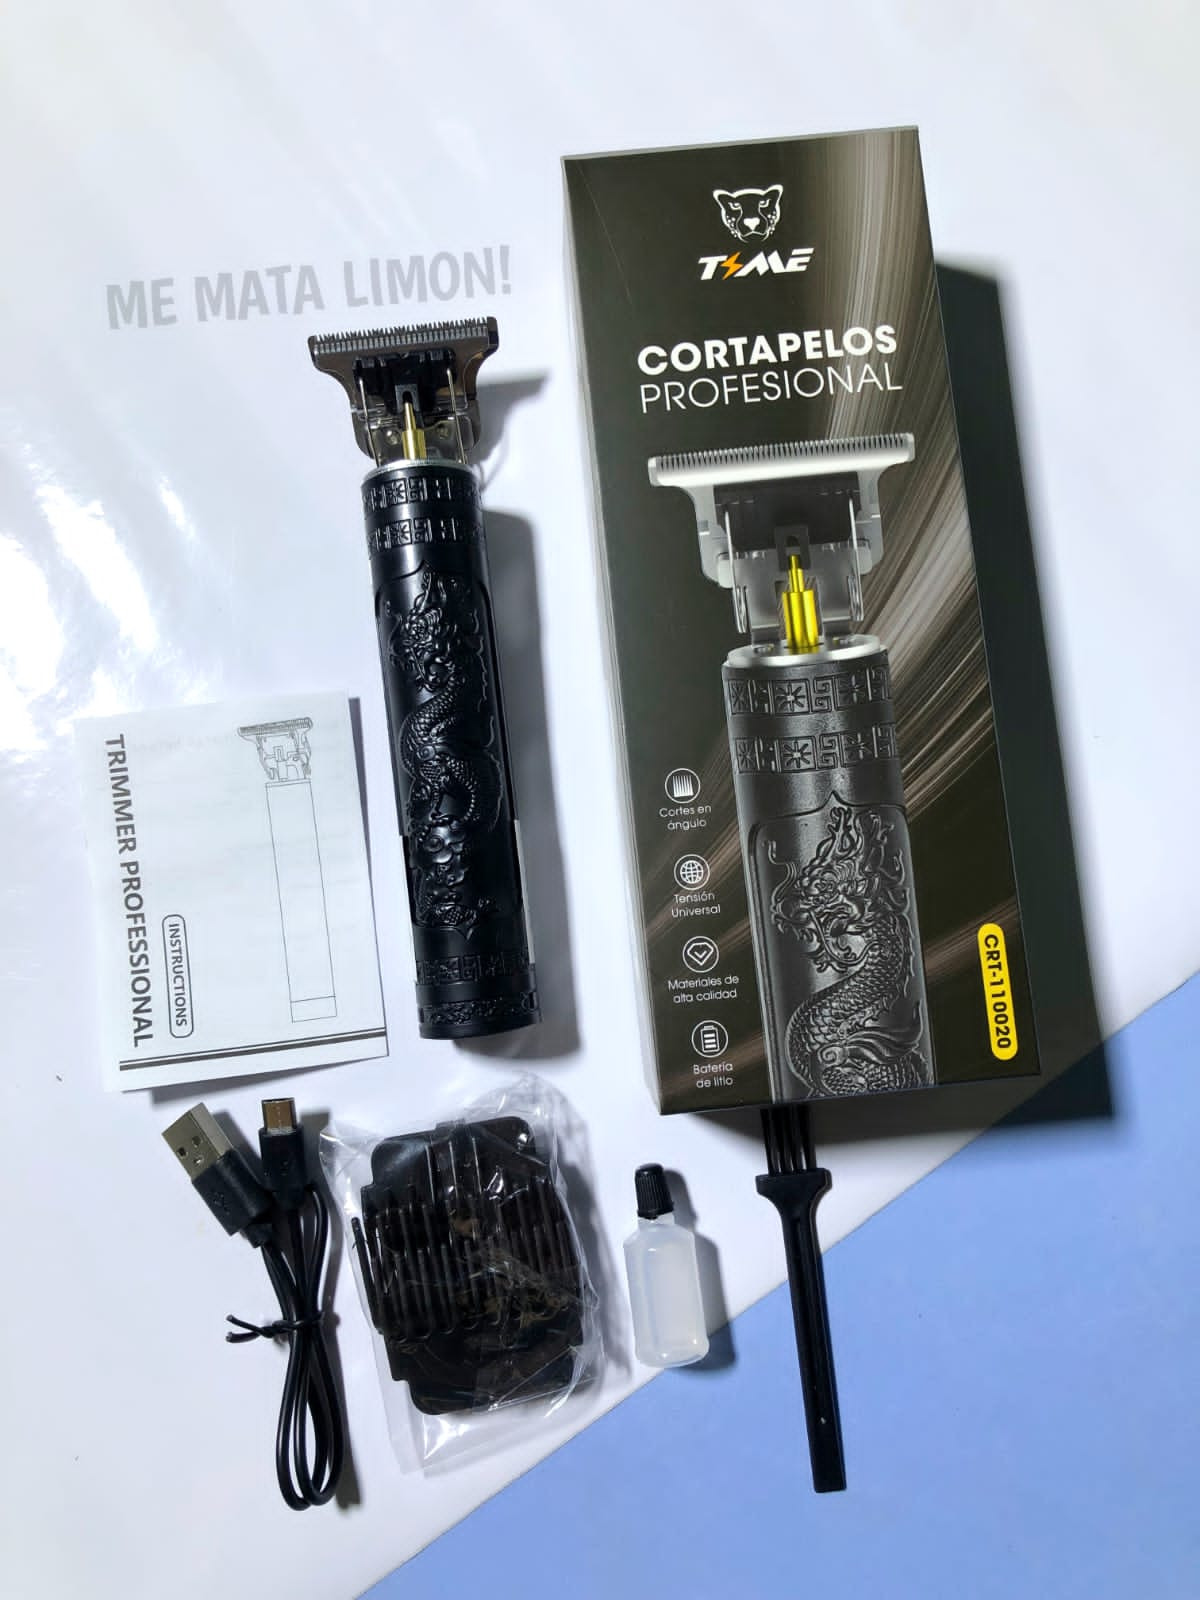 ME MATA LIMON!
TIME
CORTAPELOS
PROFESIONAL
Cortes en
ángulo
Tensión
Universal
Materiales de
alta calidad
Batería
de litio
CRT-110020
TRIMMER PROFESSIONAL
INSTRUCTIONS